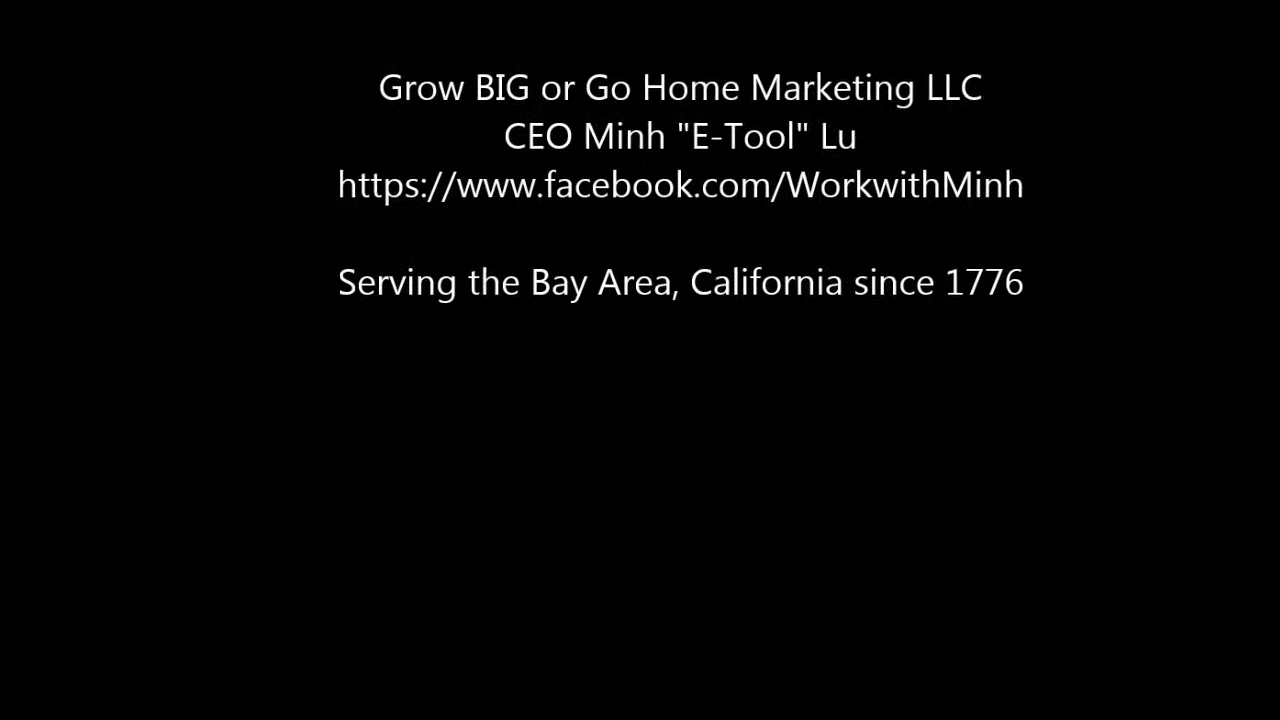 Grow BIG or Go Home Marketing LLC
CEO Minh "E-Tool" Lu
https://www.facebook.com/WorkwithMinh
Serving the Bay Area, California since 1776